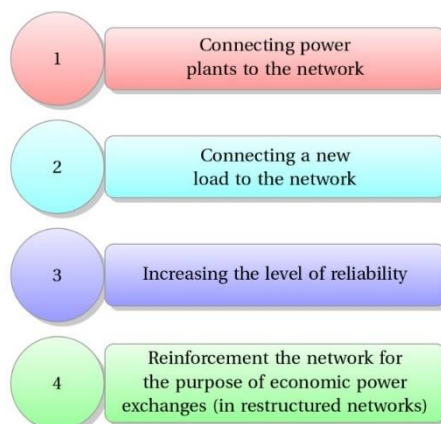 1
Connecting power
plants to the network
2
Connecting a new
load to the network
3
Increasing the level of reliability
4
Reinforcement the network for
the purpose of economic power
exchanges (in restructured networks)